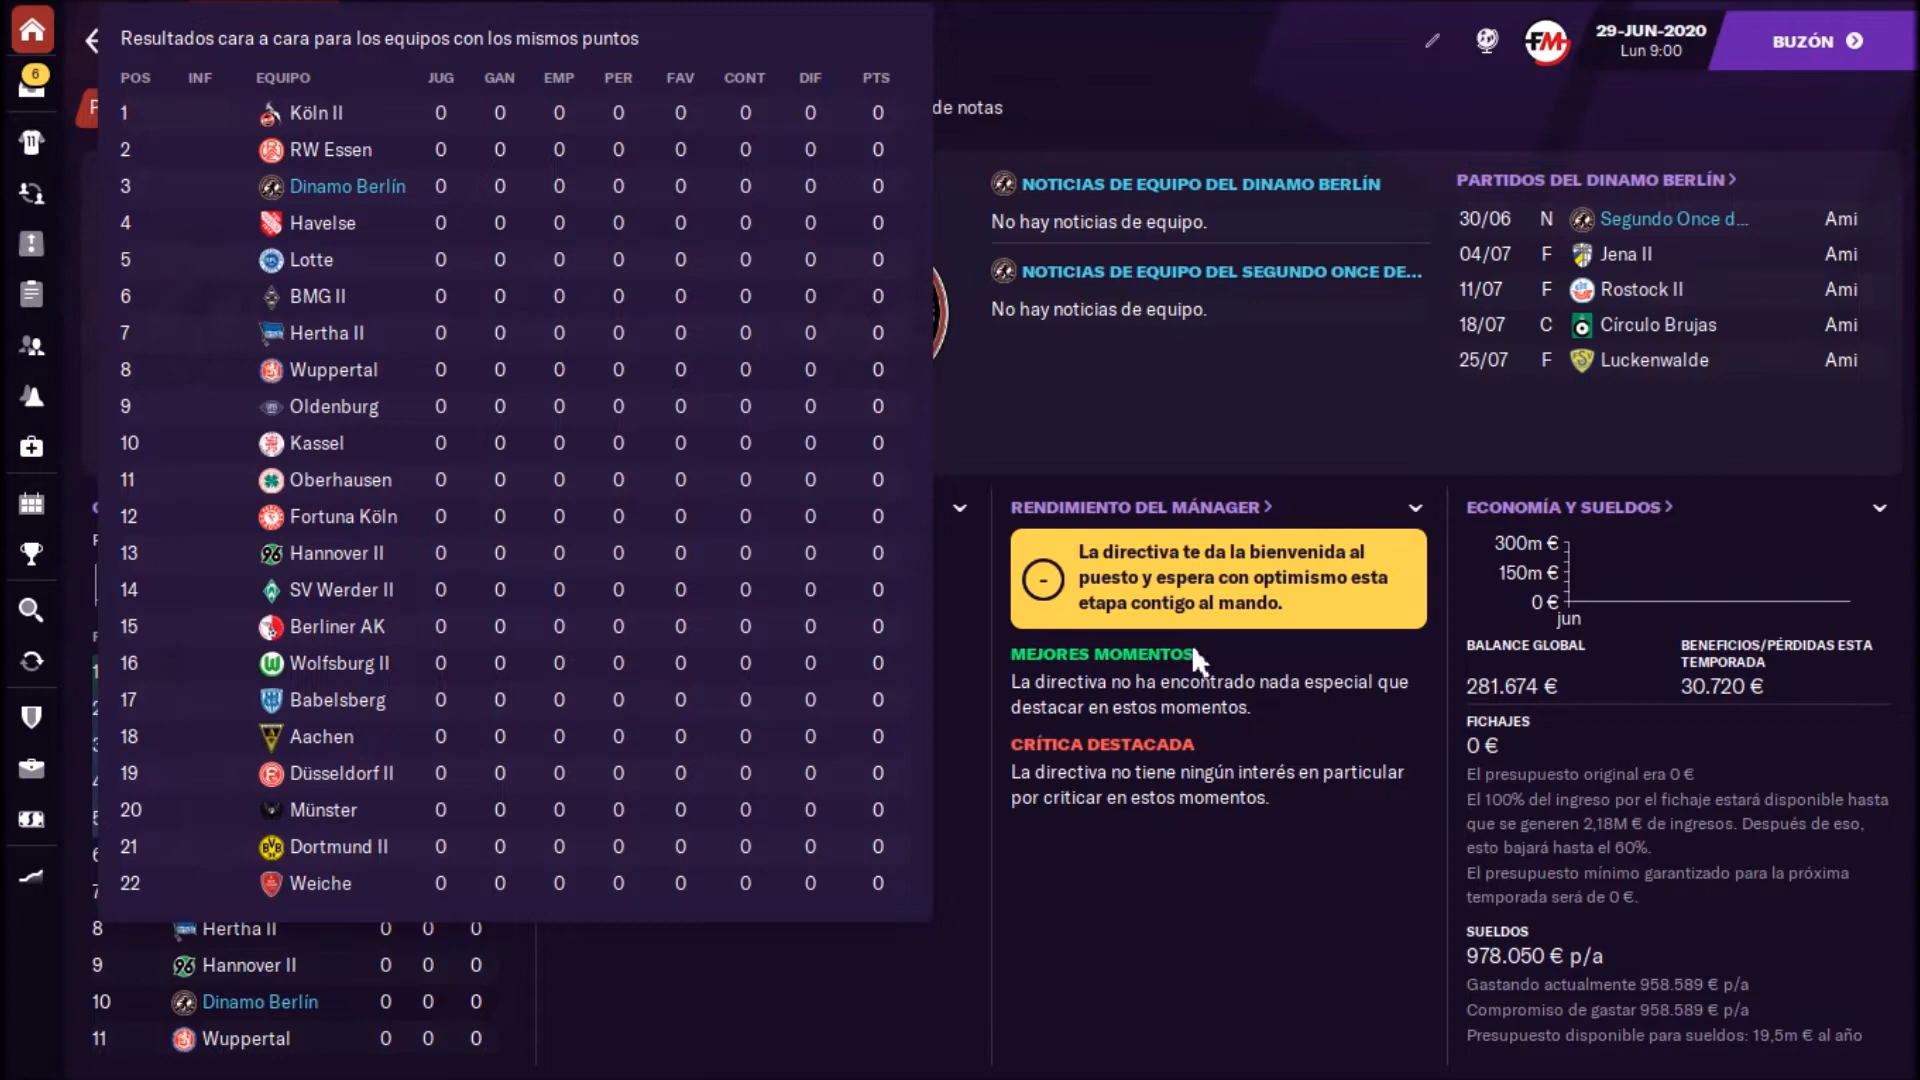 Resultados cara a cara para los equipos con los mismos puntos
POS INF EQUIPO JUG GAN EMP PER FAV CONT DIF PTS
1 Köln II 0 0 0 0 0 0 0 0
2 RW Essen 0 0 0 0 0 0 0 0
3 Dinamo Berlín 0 0 0 0 0 0 0 0
4 Havelse 0 0 0 0 0 0 0 0
5 Lotte 0 0 0 0 0 0 0 0
6 BMG II 0 0 0 0 0 0 0 0
7 Hertha II 0 0 0 0 0 0 0 0
8 Wuppertal 0 0 0 0 0 0 0 0
9 Oldenburg 0 0 0 0 0 0 0 0
10 Kassel 0 0 0 0 0 0 0 0
11 Oberhausen 0 0 0 0 0 0 0 0
12 Fortuna Köln 0 0 0 0 0 0 0 0
13 Hannover II 0 0 0 0 0 0 0 0
14 SV Werder II 0 0 0 0 0 0 0 0
15 Berliner AK 0 0 0 0 0 0 0 0
16 Wolfsburg II 0 0 0 0 0 0 0 0
17 Babelsberg 0 0 0 0 0 0 0 0
18 Aachen 0 0 0 0 0 0 0 0
19 Düsseldorf II 0 0 0 0 0 0 0 0
20 Münster 0 0 0 0 0 0 0 0
21 Dortmund II 0 0 0 0 0 0 0 0
22 Weiche 0 0 0 0 0 0 0 0
8 Hertha II 0 0 0
9 Hannover II 0 0 0
10 Dinamo Berlín 0 0 0
11 Wuppertal 0 0 0
6
11
FM
29-JUN-2020
Lun 9:00
BUZÓN
de notas
NOTICIAS DE EQUIPO DEL DINAMO BERLÍN
No hay noticias de equipo.
NOTICIAS DE EQUIPO DEL SEGUNDO ONCE DE...
No hay noticias de equipo.
PARTIDOS DEL DINAMO BERLÍN
30/06 N Segundo Once d... Ami
04/07 F Jena II Ami
11/07 F Rostock II Ami
18/07 C Círculo Brujas Ami
25/07 F Luckenwalde Ami
RENDIMIENTO DEL MÁNAGER
- La directiva te da la bienvenida al
puesto y espera con optimismo esta
etapa contigo al mando.
MEJORES MOMENTOS
La directiva no ha encontrado nada especial que
destacar en estos momentos.
CRÍTICA DESTACADA
La directiva no tiene ningún interés en particular
por criticar en estos momentos.
ECONOMÍA Y SUELDOS
300m €
150m €
0 €
jun
BALANCE GLOBAL
281.674 €
BENEFICIOS/PÉRDIDAS ESTA
TEMPORADA
30.720 €
FICHAJES
0 €
El presupuesto original era 0 €
El 100% del ingreso por el fichaje estará disponible hasta
que se generen 2,18M € de ingresos. Después de eso,
esto bajará hasta el 60%.
El presupuesto mínimo garantizado para la próxima
temporada será de 0 €.
SUELDOS
978.050 € p/a
Gastando actualmente 958.589 € p/a
Compromiso de gastar 958.589 € p/a
Presupuesto disponible para sueldos: 19,5m € al año